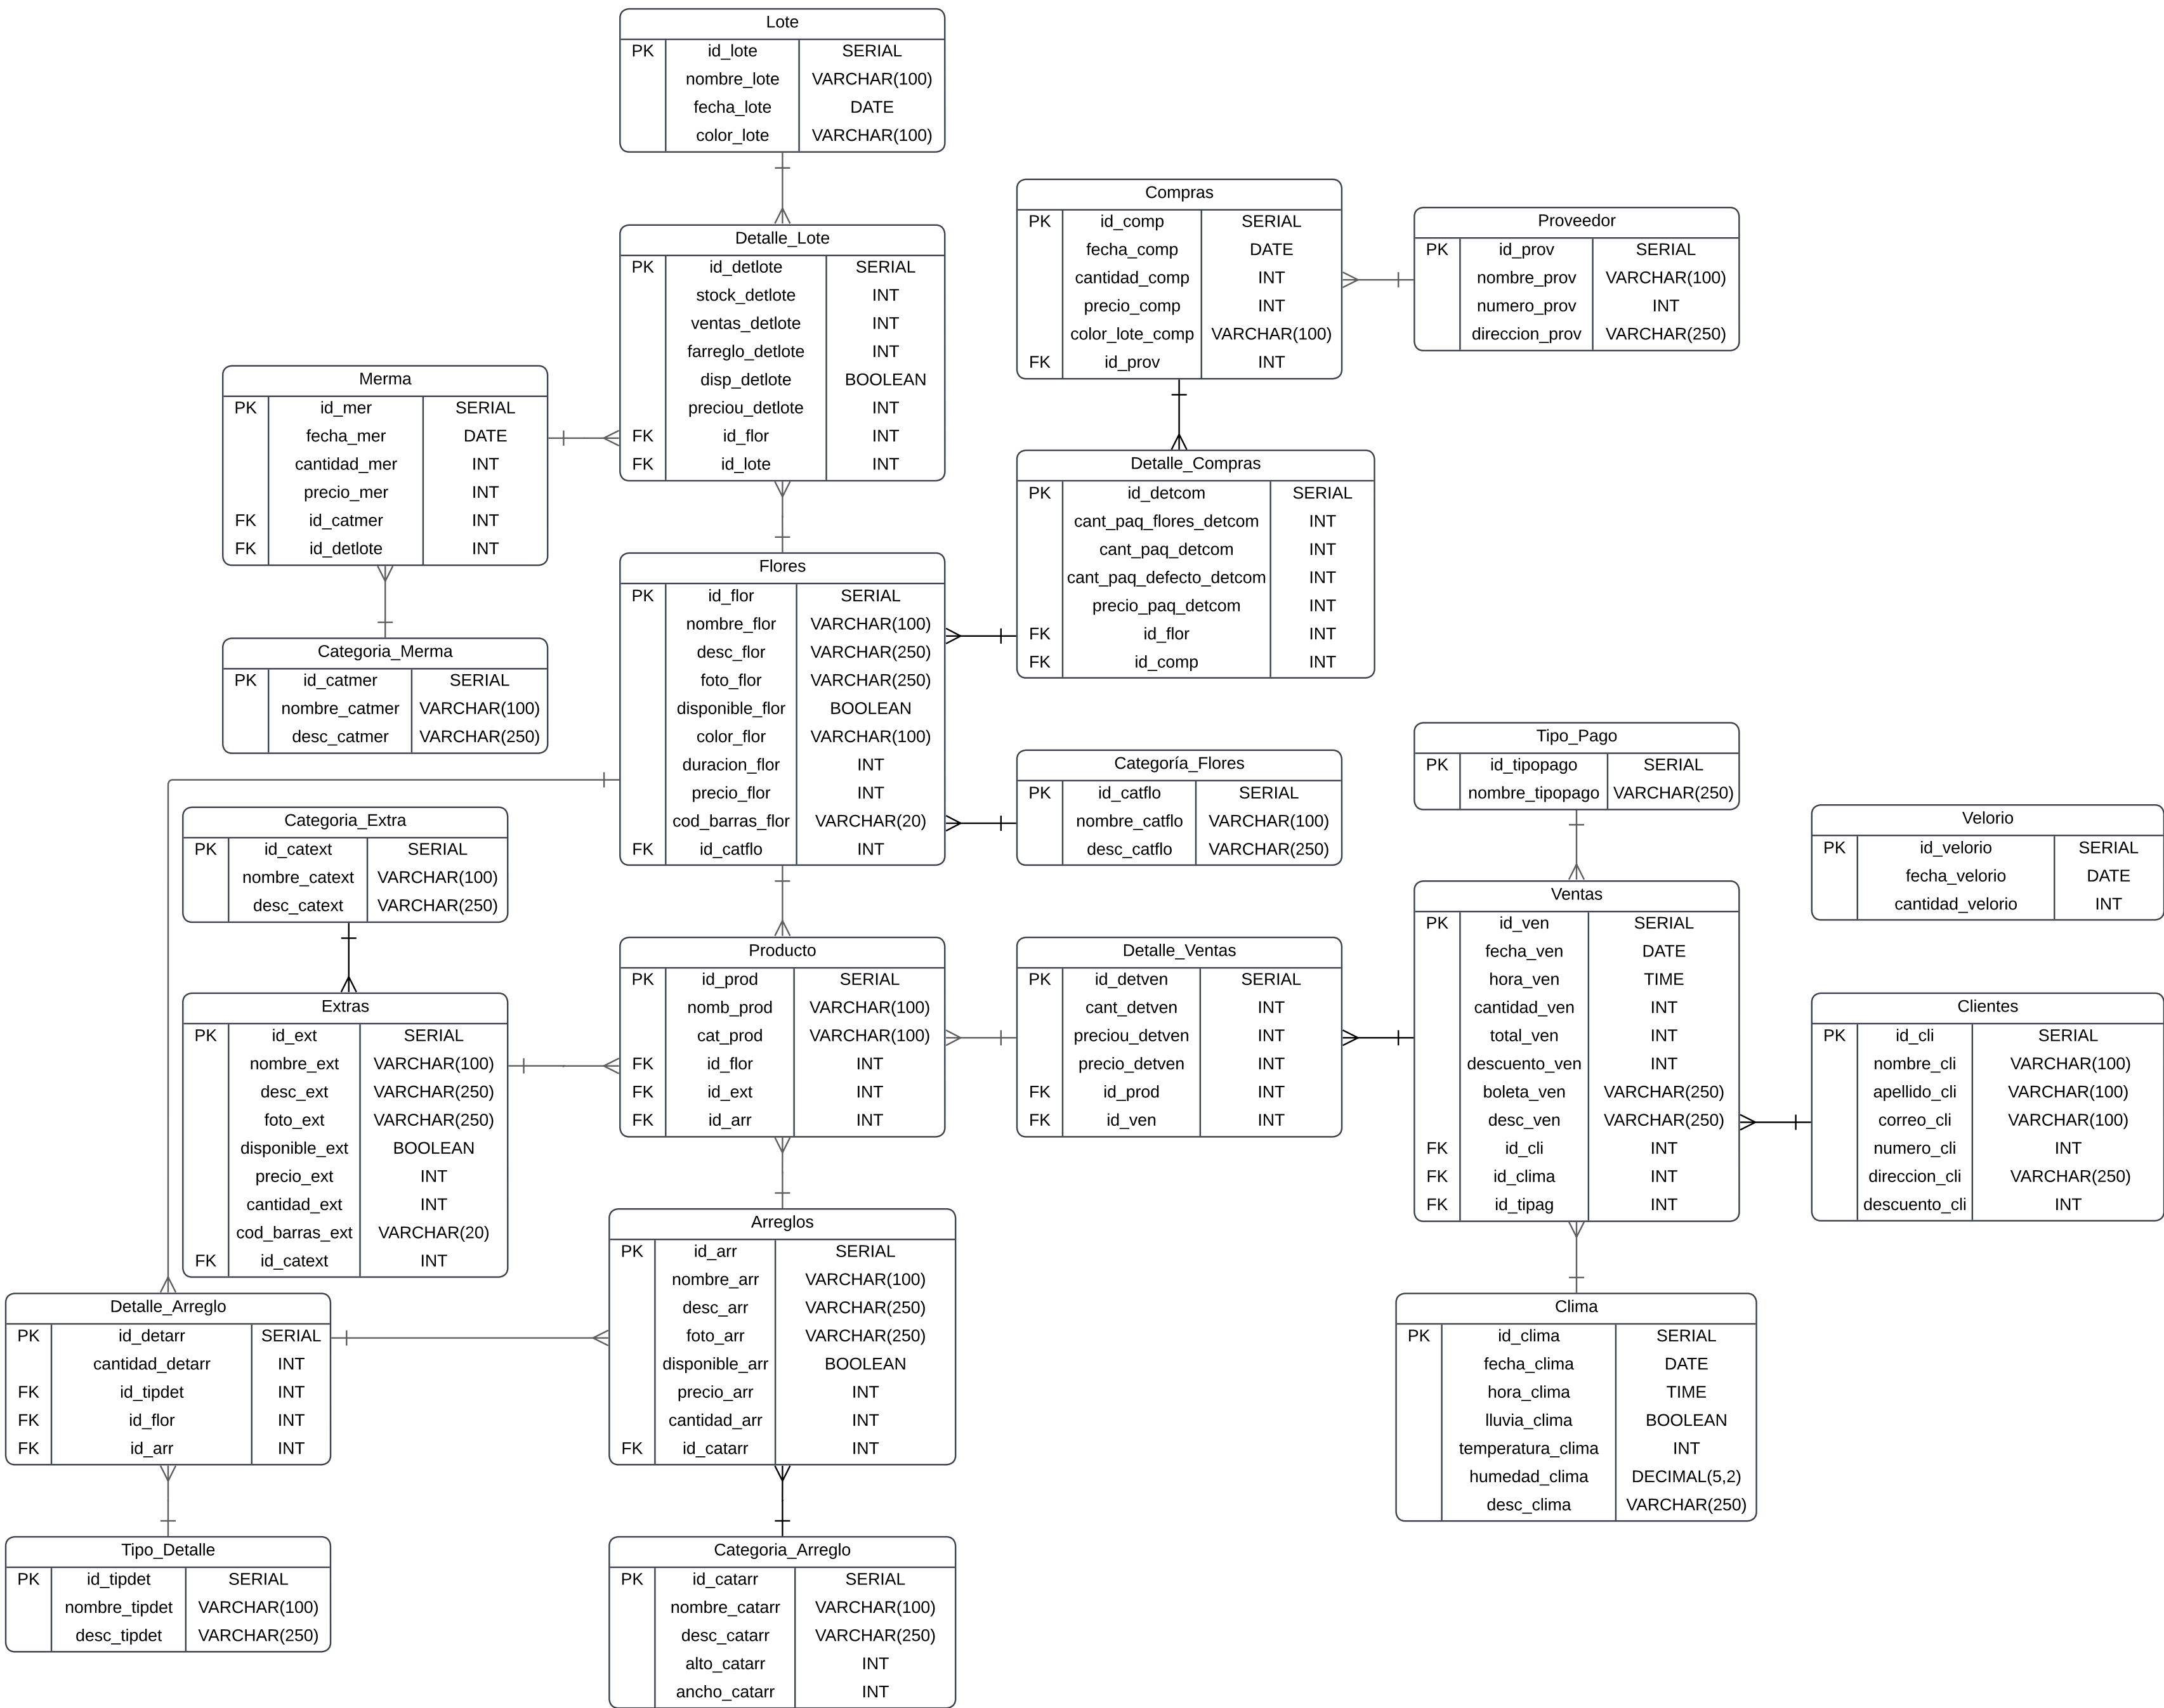 Lote
PK id_lote SERIAL
nombre_lote VARCHAR(100)
fecha_lote DATE
color_lote VARCHAR(100)
Detalle_Lote
PK id_detlote SERIAL
stock_detlote INT
ventas_detlote INT
farreglo_detlote INT
disp_detlote BOOLEAN
preciou_detlote INT
FK id_flor INT
FK id_lote INT
Compras
PK id_comp SERIAL
fecha_comp DATE
cantidad_comp INT
precio_comp INT
color_lote_comp VARCHAR(100)
FK id_prov INT
Proveedor
PK id_prov SERIAL
nombre_prov VARCHAR(100)
numero_prov INT
direccion_prov VARCHAR(250)
Merma
PK id_mer SERIAL
fecha_mer DATE
cantidad_mer INT
precio_mer INT
FK id_catmer INT
FK id_detlote INT
Detalle_Compras
PK id_detcom SERIAL
cant_paq_flores_detcom INT
cant_paq_detcom INT
cant_paq_defecto_detcom INT
precio_paq_detcom INT
FK id_flor INT
FK id_comp INT
Flores
PK id_flor SERIAL
nombre_flor VARCHAR(100)
desc_flor VARCHAR(250)
foto_flor VARCHAR(250)
disponible_flor BOOLEAN
color_flor VARCHAR(100)
duracion_flor INT
precio_flor INT
cod_barras_flor VARCHAR(20)
FK id_catflo INT
Categoria_Merma
PK id_catmer SERIAL
nombre_catmer VARCHAR(100)
desc_catmer VARCHAR(250)
Categoría_Flores
PK id_catflo SERIAL
nombre_catflo VARCHAR(100)
desc_catflo VARCHAR(250)
Tipo_Pago
PK id_tipopago SERIAL
nombre_tipopago VARCHAR(250)
Velorio
PK id_velorio SERIAL
fecha_velorio DATE
cantidad_velorio INT
Categoria_Extra
PK id_catext SERIAL
nombre_catext VARCHAR(100)
desc_catext VARCHAR(250)
Ventas
PK id_ven SERIAL
fecha_ven DATE
hora_ven TIME
cantidad_ven INT
total_ven INT
descuento_ven INT
boleta_ven VARCHAR(250)
desc_ven VARCHAR(250)
FK id_cli INT
FK id_clima INT
FK id_tipag INT
Producto
PK id_prod SERIAL
nomb_prod VARCHAR(100)
cat_prod VARCHAR(100)
FK id_flor INT
FK id_ext INT
FK id_arr INT
Detalle_Ventas
PK id_detven SERIAL
cant_detven INT
preciou_detven INT
precio_detven INT
FK id_prod INT
FK id_ven INT
Extras
PK id_ext SERIAL
nombre_ext VARCHAR(100)
desc_ext VARCHAR(250)
foto_ext VARCHAR(250)
disponible_ext BOOLEAN
precio_ext INT
cantidad_ext INT
cod_barras_ext VARCHAR(20)
FK id_catext INT
Clientes
PK id_cli SERIAL
nombre_cli VARCHAR(100)
apellido_cli VARCHAR(100)
correo_cli VARCHAR(100)
numero_cli INT
direccion_cli VARCHAR(250)
descuento_cli INT
Arreglos
PK id_arr SERIAL
nombre_arr VARCHAR(100)
desc_arr VARCHAR(250)
foto_arr VARCHAR(250)
disponible_arr BOOLEAN
precio_arr INT
cantidad_arr INT
FK id_catarr INT
Detalle_Arreglo
PK id_detarr SERIAL
cantidad_detarr INT
FK id_tipdet INT
FK id_flor INT
FK id_arr INT
Clima
PK id_clima SERIAL
fecha_clima DATE
hora_clima TIME
lluvia_clima BOOLEAN
temperatura_clima INT
humedad_clima DECIMAL(5,2)
desc_clima VARCHAR(250)
Tipo_Detalle
PK id_tipdet SERIAL
nombre_tipdet VARCHAR(100)
desc_tipdet VARCHAR(250)
Categoria_Arreglo
PK id_catarr SERIAL
nombre_catarr VARCHAR(100)
desc_catarr VARCHAR(250)
alto_catarr INT
ancho_catarr INT